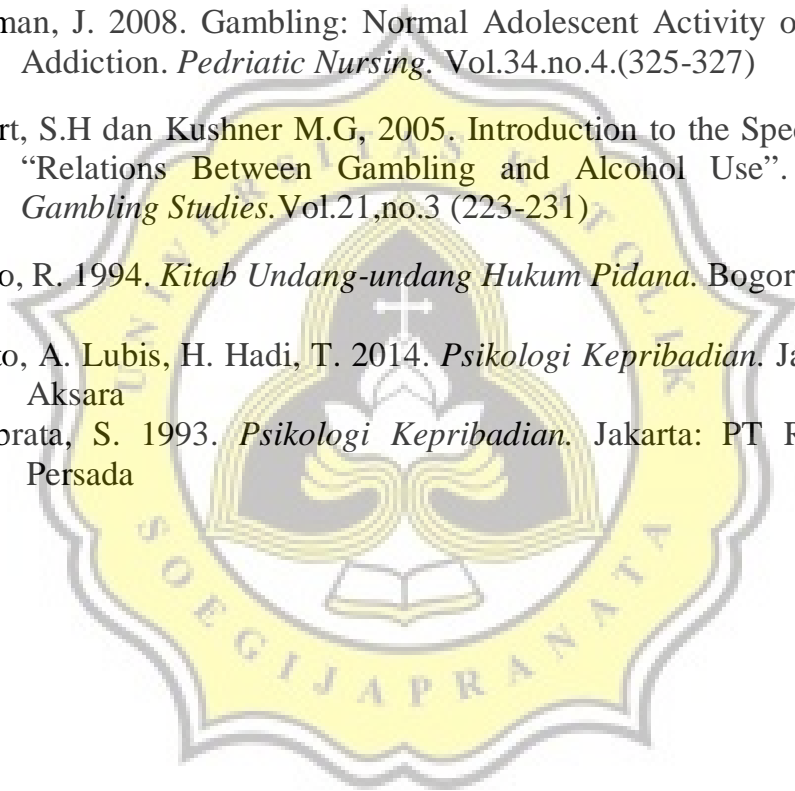 man, J. 2008. Gambling: Normal Adolescent Activity o
Addiction. Pedriatic Nursing. Vol.34.no.4.(325-327)
rt, S.H dan Kushner M.G, 2005. Introduction to the Spec
“Relations Between Gambling and Alcohol Use”.
Gambling Studies.Vol.21,no.3 (223-231)
o, R. 1994. Kitab Undang-undang Hukum Pidana. Bogor
to, A. Lubis, H. Hadi, T. 2014. Psikologi Kepribadian. Ja
Aksara
brata, S. 1993. Psikologi Kepribadian. Jakarta: PT R
Persada
UNIVERSITAS KATOLIK
SOEGIJAPRANATA